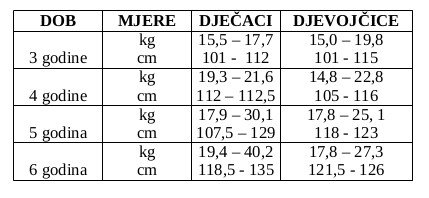 DOB MJERE DJEČACI DJEVOJČICE
kg 15,5 – 17,7 15,0 – 19,8
3 godine cm 101 - 112 101 - 115
kg 19,3 – 21,6 14,8 – 22,8
4 godine cm 112 – 112,5 105 - 116
kg 17,9 – 30,1 17,8 – 25, 1
5 godina cm 107,5 – 129 118 - 123
kg 19,4 – 40,2 17,8 – 27,3
6 godina cm 118,5 - 135 121,5 - 126